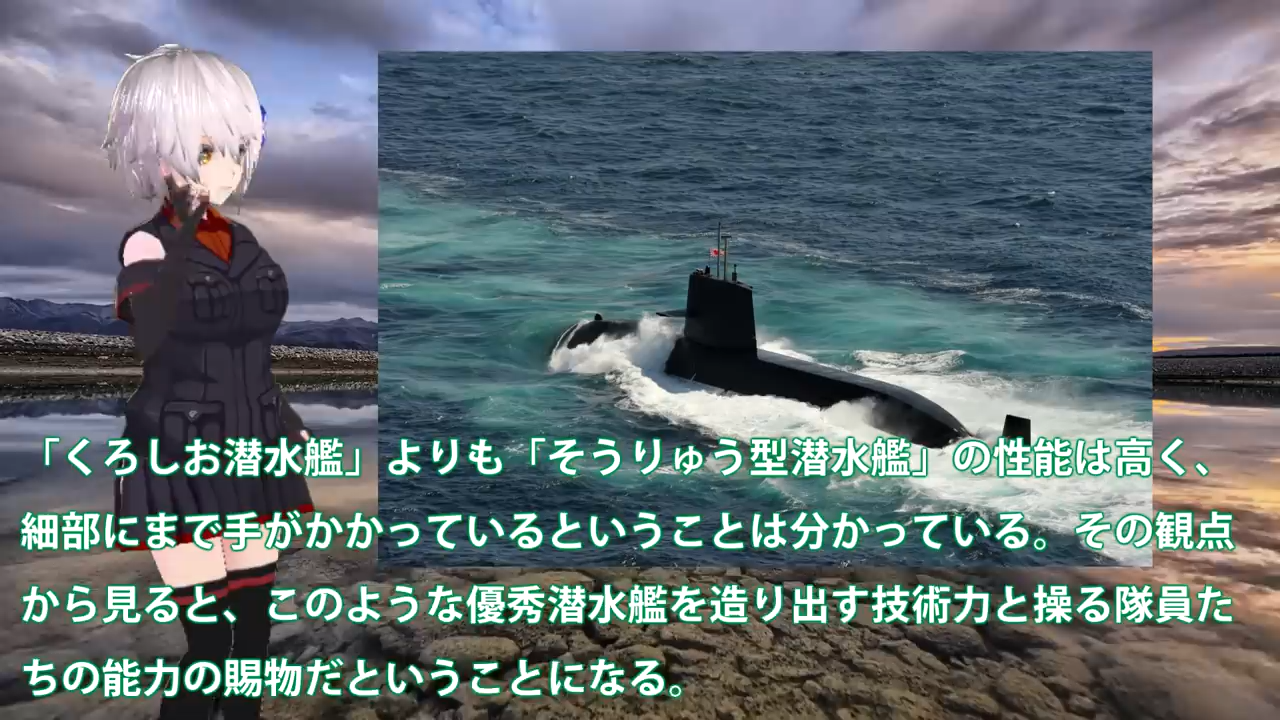 「くろしお潜水艦」よりも「そうりゅう型潜水艦」の性能は高く、
細部にまで手がかかっているということは分かっている。その観点
から見ると、このような優秀潜水艦を造り出す技術力と操る隊員た
ちの能力の賜物だということになる。